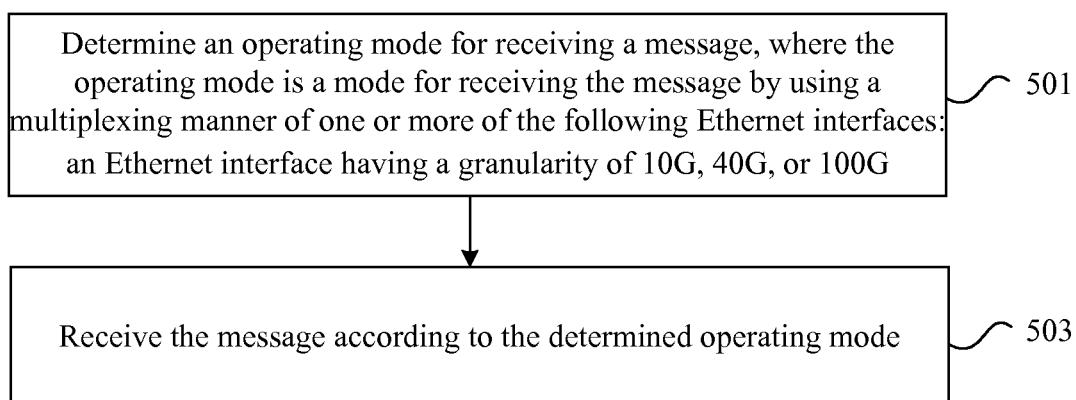 Determine an operating mode for receiving a message, where the
operating mode is a mode for receiving the message by using a
multiplexing manner of one or more of the following Ethernet interfaces:
an Ethernet interface having a granularity of 10G, 40G, or 100G
501
Receive the message according to the determined operating mode
503